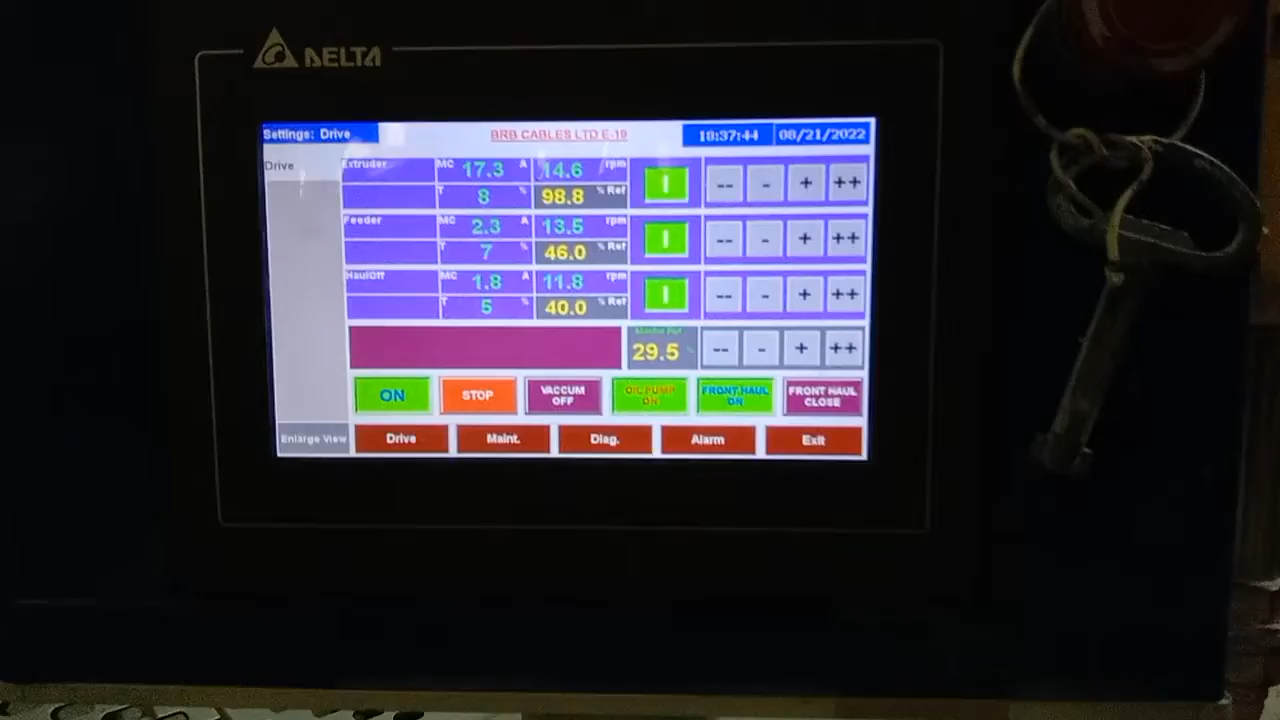 DELTA
Settings: Drive
BRB CABLES LTD E-19
18:37:44
08/21/2022
Drive
Extruder MC 17.3 A 14.6 rpm
T 8 % 98.8 % Ref
I -- - + ++
Feeder MC 2.3 A 13.5 rpm
T 7 % 46.0 % Ref
I -- - + ++
HaulOff MC 1.8 A 11.8 rpm
T 5 % 40.0 % Ref
I -- - + ++
Master Ref
29.5 % -- - + ++
ON
STOP
VACCUM
OFF
OIL PUMP
ON
FRONT HAUL
ON
FRONT HAUL
CLOSE
Enlarge View
Drive
Maint.
Diag.
Alarm
Exit